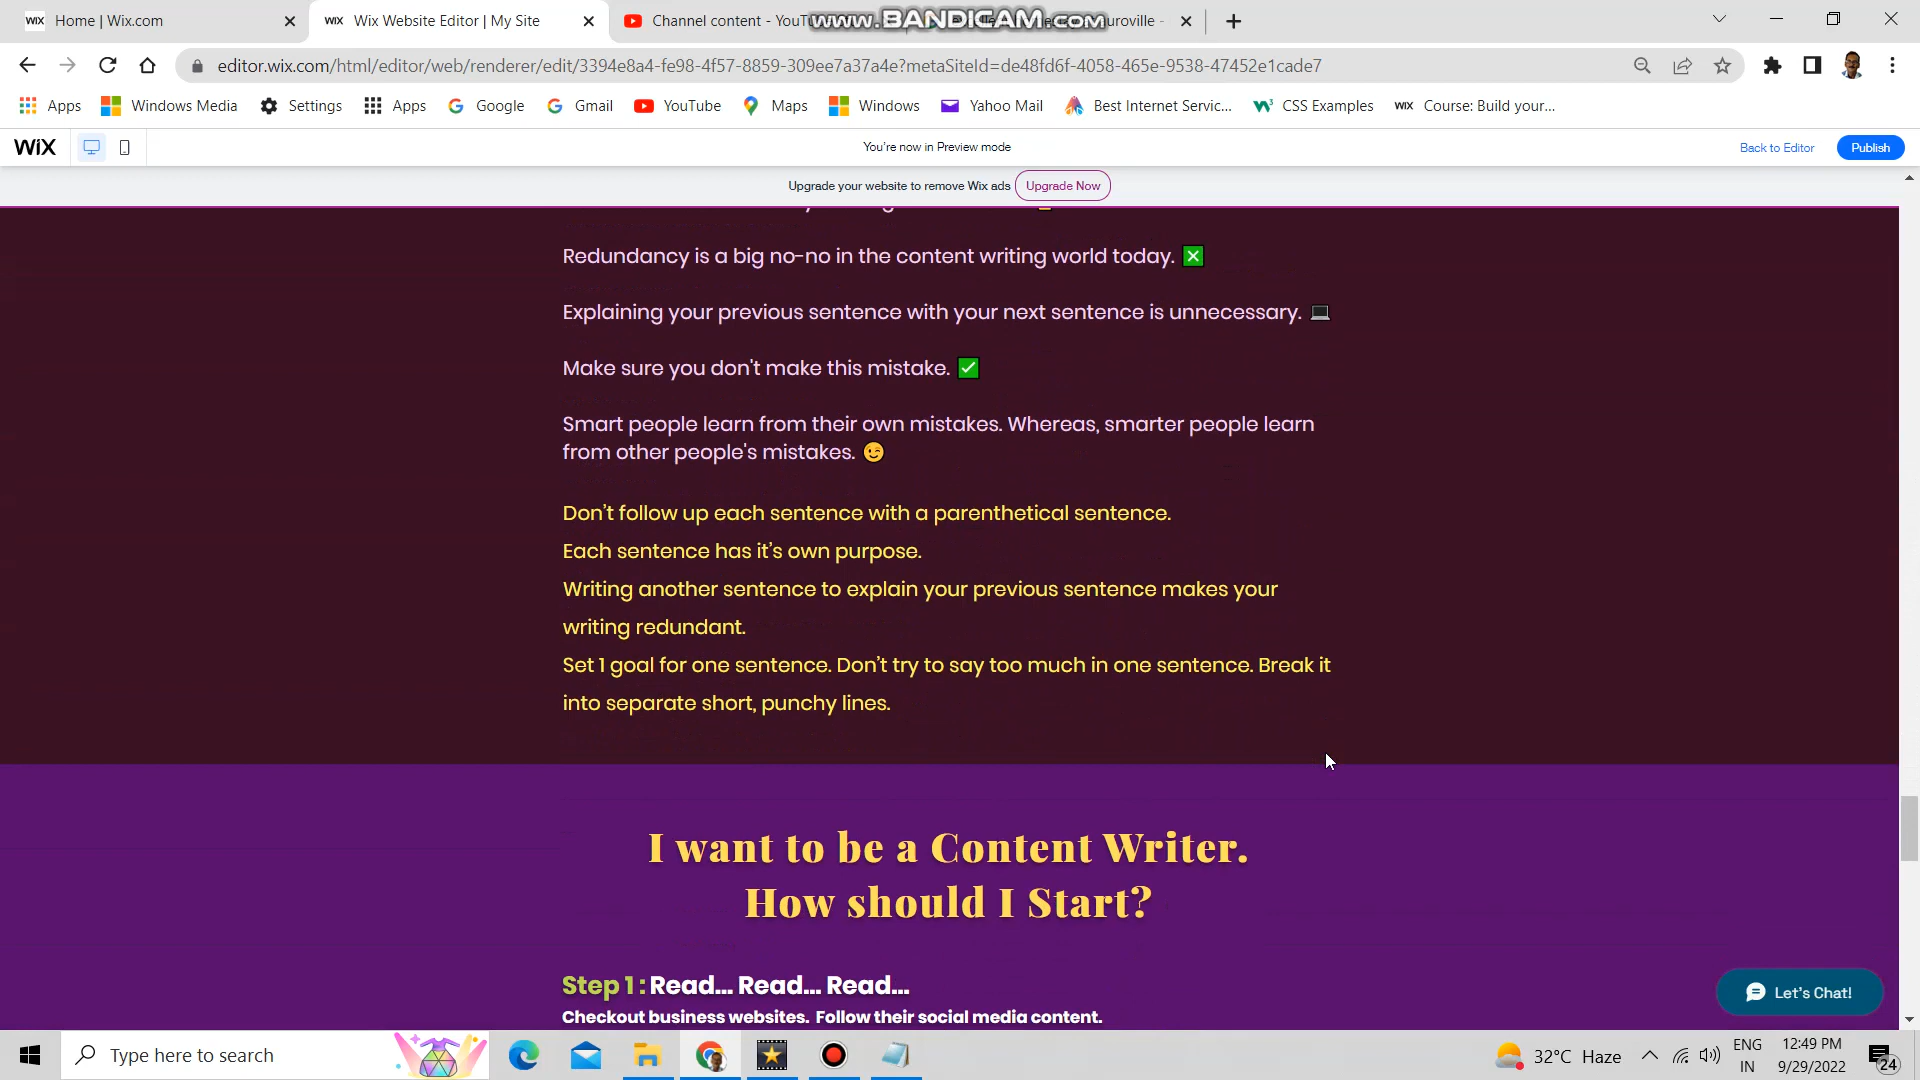 Home | Wix.com
WiX Wix Website Editor | My Site
Channel content - YouTu
www.BANDICAM.com
uroville -
editor.wix.com/html/editor/web/renderer/edit/3394e8a4-fe98-4f57-8859-309ee7a37a4e?metaSiteId=de48fd6f-4058-465e-9538-47452e1cade7
Apps Windows Media Settings Apps Google Gmail YouTube Maps Windows Yahoo Mail Best Internet Servic... CSS Examples WiX Course: Build your...
WiX You're now in Preview mode Back to Editor Publish
Upgrade your website to remove Wix ads Upgrade Now
Redundancy is a big no-no in the content writing world today. ❎
Explaining your previous sentence with your next sentence is unnecessary. 💻
Make sure you don't make this mistake. ✅
Smart people learn from their own mistakes. Whereas, smarter people learn
from other people's mistakes. 😉
Don't follow up each sentence with a parenthetical sentence.
Each sentence has it's own purpose.
Writing another sentence to explain your previous sentence makes your
writing redundant.
Set 1 goal for one sentence. Don't try to say too much in one sentence. Break it
into separate short, punchy lines.
I want to be a Content Writer.
How should I Start?
Step 1 : Read... Read... Read...
Checkout business websites. Follow their social media content.
Let's Chat!
Type here to search
32°C Haze
ENG
IN
12:49 PM
9/29/2022
24